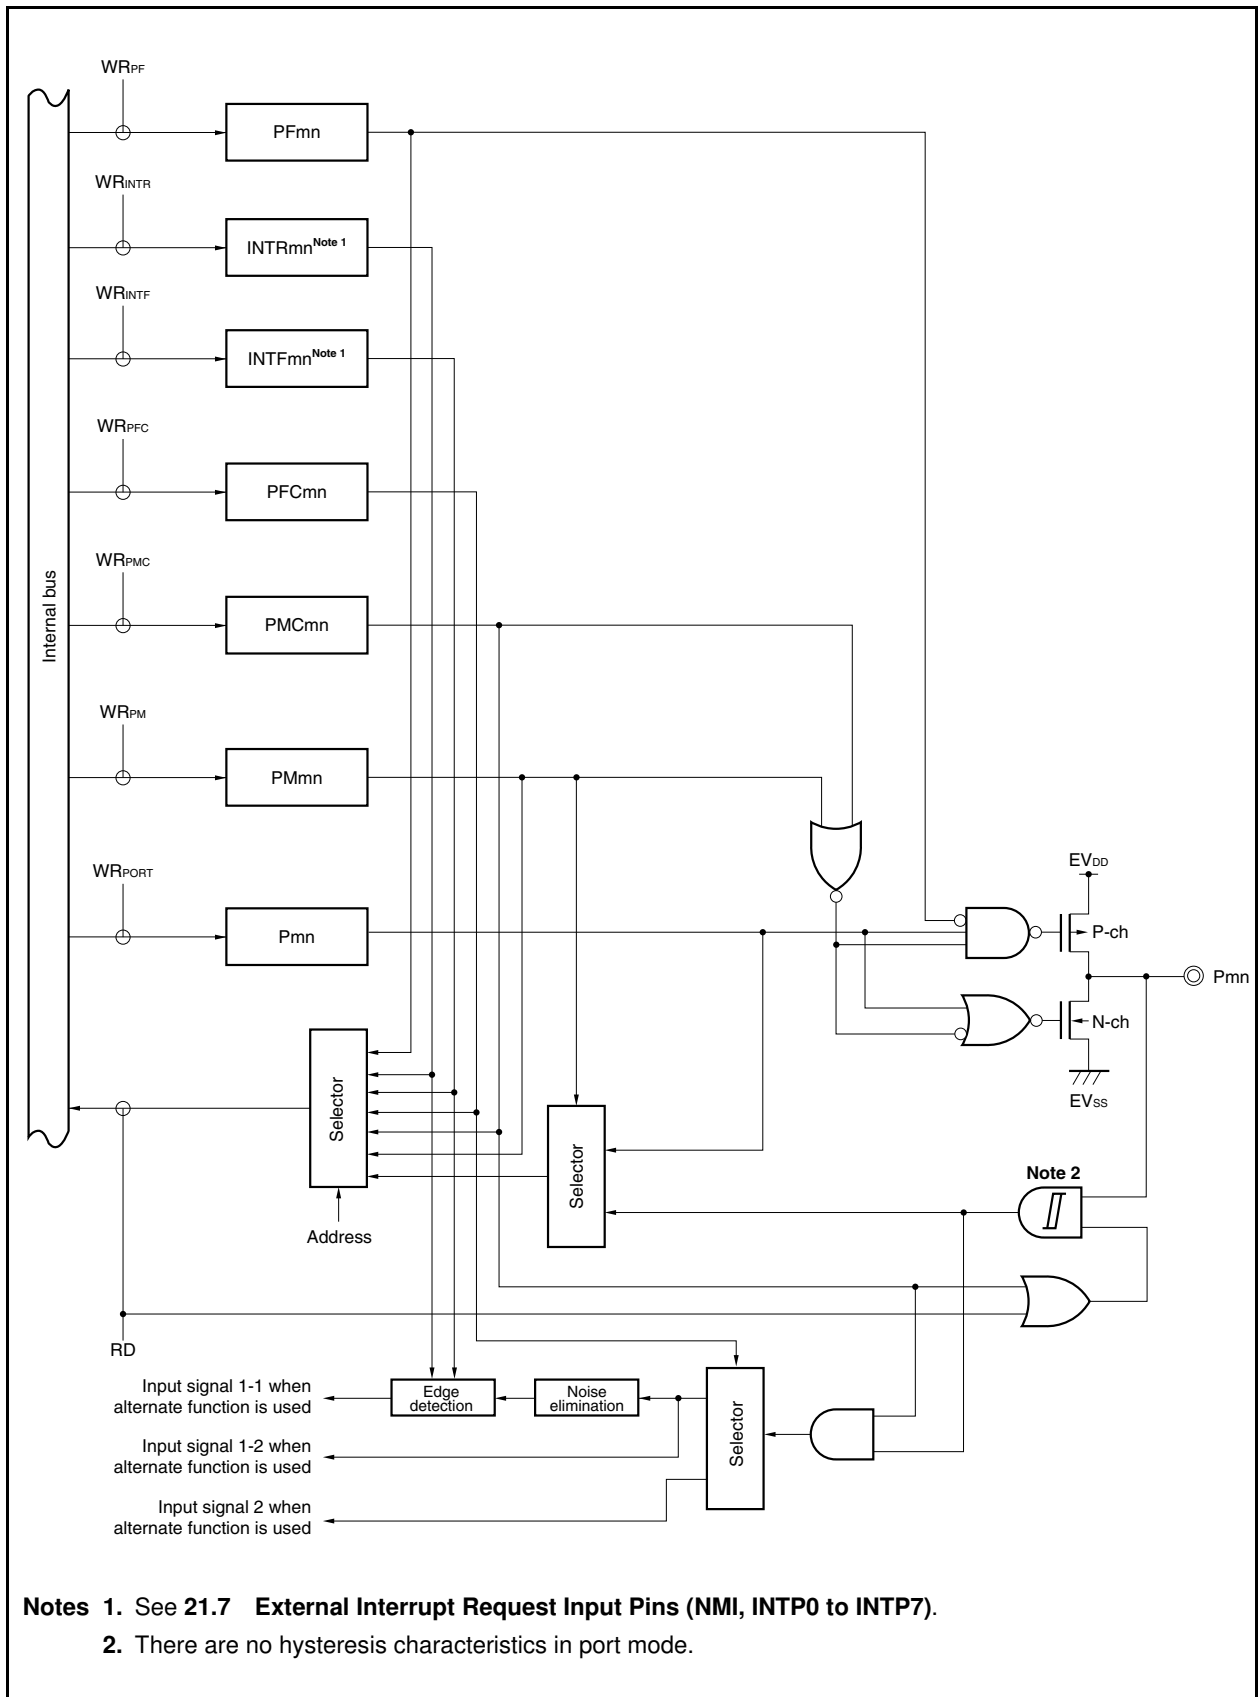 WRPF
PFmn
WRINTR
INTRmnNote 1
WRINTF
INTFmnNote 1
WRPFC
PFCmn
WRPMC
PMCmn
Internal bus
WRPM
PMmn
WRPORT
Pmn
EVDD
P-ch
Pmn
N-ch
EVSS
Selector
Selector
Note 2
Address
RD
Input signal 1-1 when
alternate function is used
Edge
detection
Noise
elimination
Selector
Input signal 1-2 when
alternate function is used
Input signal 2 when
alternate function is used
Notes 1. See 21.7 External Interrupt Request Input Pins (NMI, INTP0 to INTP7).
2. There are no hysteresis characteristics in port mode.